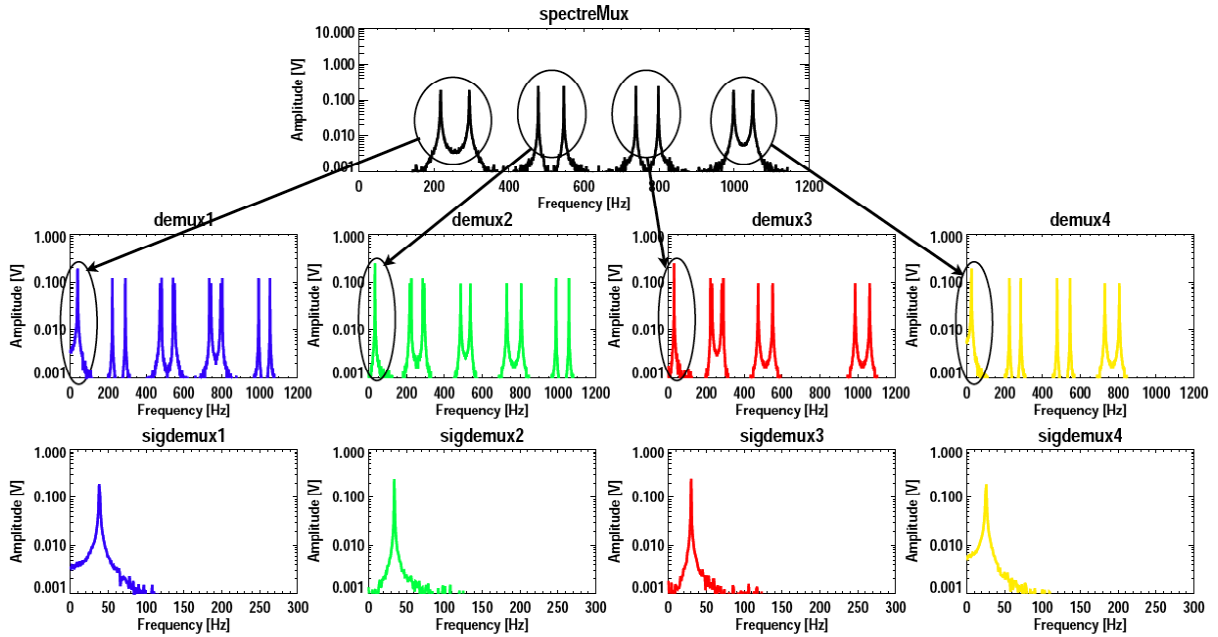 spectreMux
Amplitude [V]
10.000
1.000
0.100
0.010
0.001
0 200 400 600 800 1000 1200
Frequency [Hz]
demux1
Amplitude [V]
1.000
0.100
0.010
0.001
0 200 400 600 800 1000 1200
Frequency [Hz]
demux2
Amplitude [V]
1.000
0.100
0.010
0.001
0 200 400 600 800 1000 1200
Frequency [Hz]
demux3
Amplitude [V]
1.000
0.100
0.010
0.001
0 200 400 600 800 1000 1200
Frequency [Hz]
demux4
Amplitude [V]
1.000
0.100
0.010
0.001
0 200 400 600 800 1000 1200
Frequency [Hz]
sigdemux1
Amplitude [V]
1.000
0.100
0.010
0.001
0 50 100 150 200 250 300
Frequency [Hz]
sigdemux2
Amplitude [V]
1.000
0.100
0.010
0.001
0 50 100 150 200 250 300
Frequency [Hz]
sigdemux3
Amplitude [V]
1.000
0.100
0.010
0.001
0 50 100 150 200 250 300
Frequency [Hz]
sigdemux4
Amplitude [V]
1.000
0.100
0.010
0.001
0 50 100 150 200 250 300
Frequency [Hz]